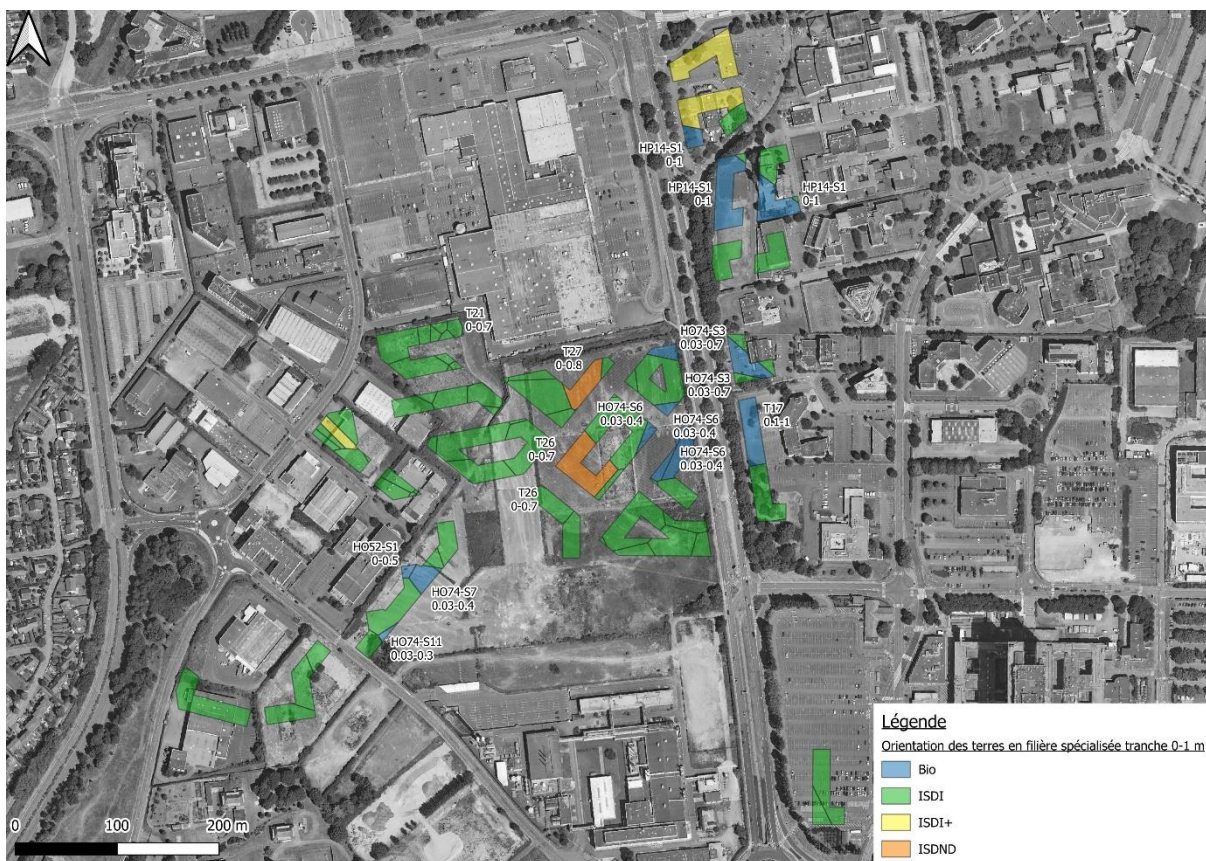 HP14-S1
0-1
HP14-S1
0-1
HP14-S1
0-1
T21
0-0.7
T27
0-0.8
HO74-S3
0.03-0.7
HO74-S3
0.03-0.7
HO74-S6
0.03-0.4
HO74-S6
0.03-0.4
T17
0.1-1
T26
0-0.7
HO74-S6
0.03-0.4
T26
0-0.7
HO52-S1
0-0.5
HO74-S7
0.03-0.4
HO74-S11
0.03-0.3
0 100 200 m
Légende
Orientation des terres en filière spécialisée tranche 0-1 m
Bio
ISDI
ISDI+
ISDND